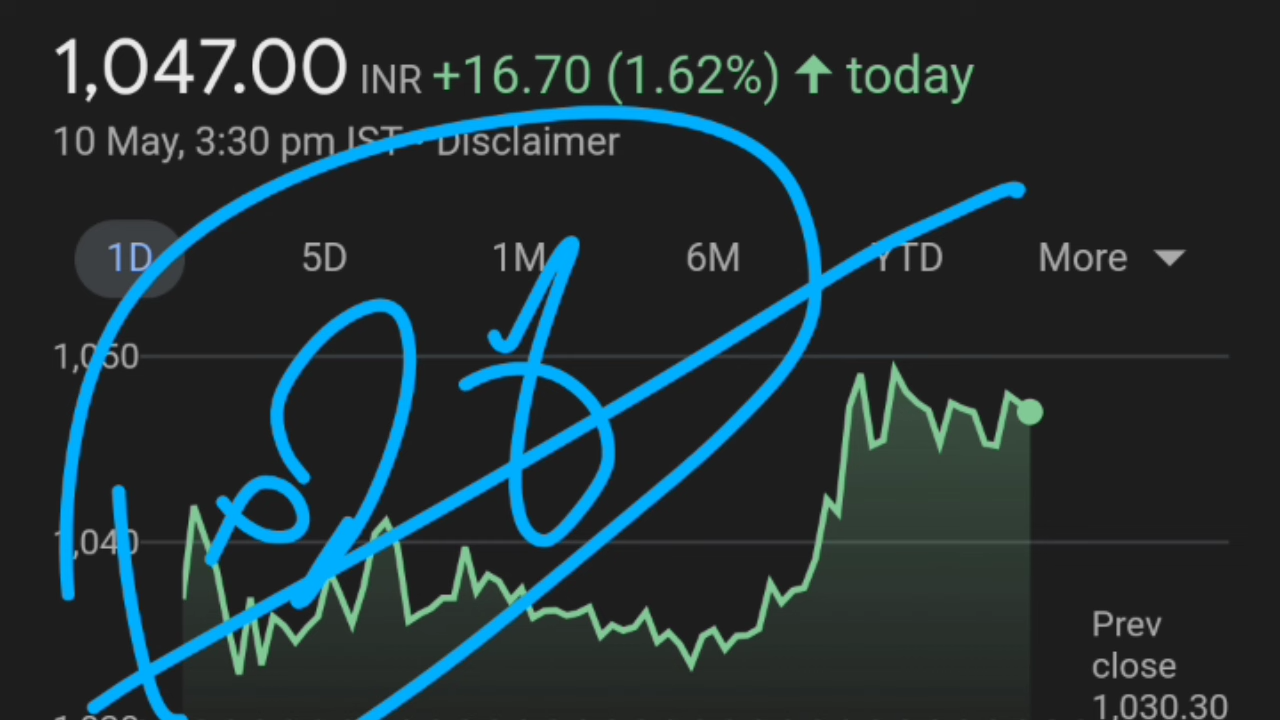 1,047.00 INR +16.70 (1.62%) ↑ today
10 May, 3:30 pm IST · Disclaimer
1D 5D 1M 6M YTD More
1,050
1,040
Prev
close
1,030.30